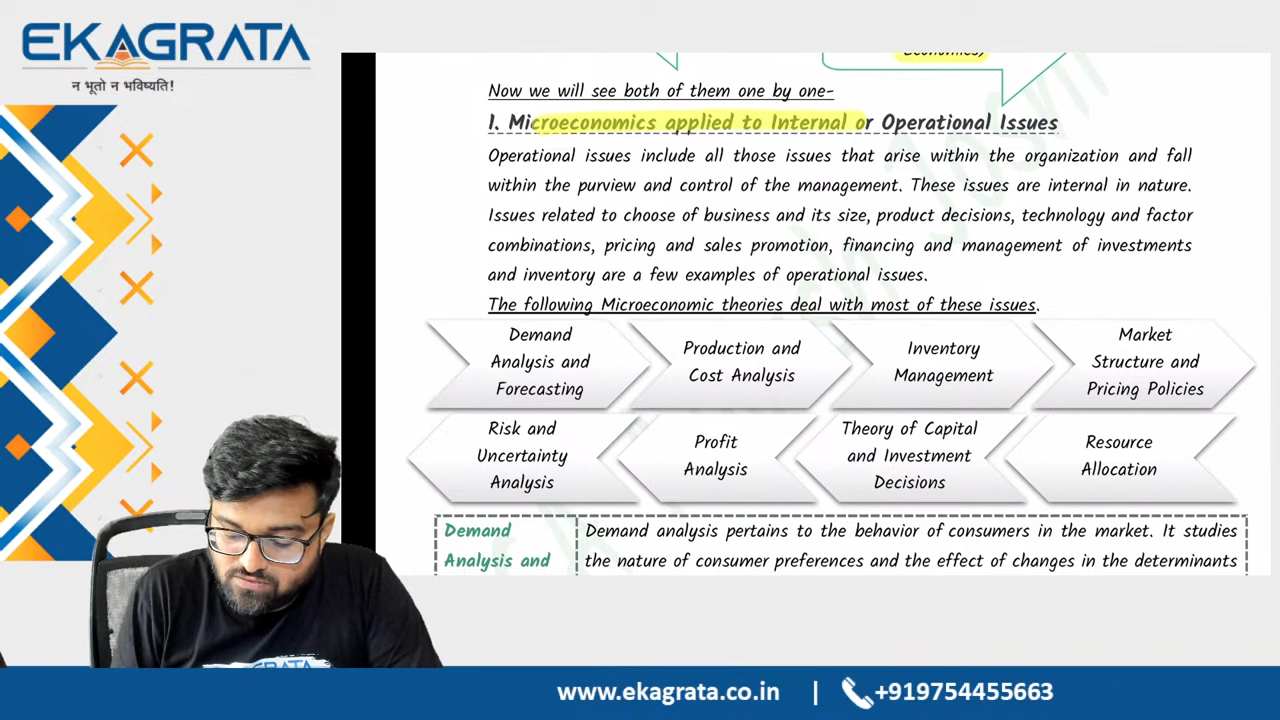 EKAGRATA
न भूतो न भविष्यति!
Economics)
Now we will see both of them one by one-
1. Microeconomics applied to Internal or Operational Issues
Operational issues include all those issues that arise within the organization and fall
within the purview and control of the management. These issues are internal in nature.
Issues related to choose of business and its size, product decisions, technology and factor
combinations, pricing and sales promotion, financing and management of investments
and inventory are a few examples of operational issues.
The following Microeconomic theories deal with most of these issues.
Demand
Analysis and
Forecasting
Production and
Cost Analysis
Inventory
Management
Market
Structure and
Pricing Policies
Risk and
Uncertainty
Analysis
Profit
Analysis
Theory of Capital
and Investment
Decisions
Resource
Allocation
Demand
Analysis and
Demand analysis pertains to the behavior of consumers in the market. It studies
the nature of consumer preferences and the effect of changes in the determinants
www.ekagrata.co.in | +919754455663